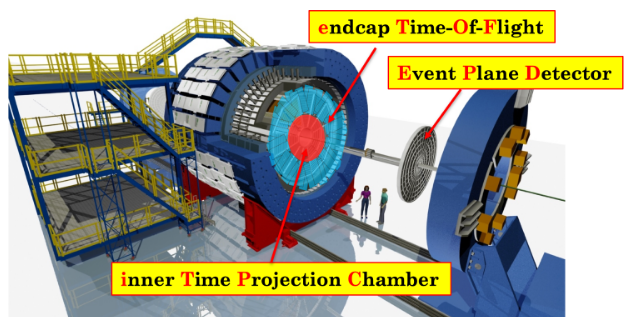 endcap Time-Of-Flight
Event Plane Detector
inner Time Projection Chamber